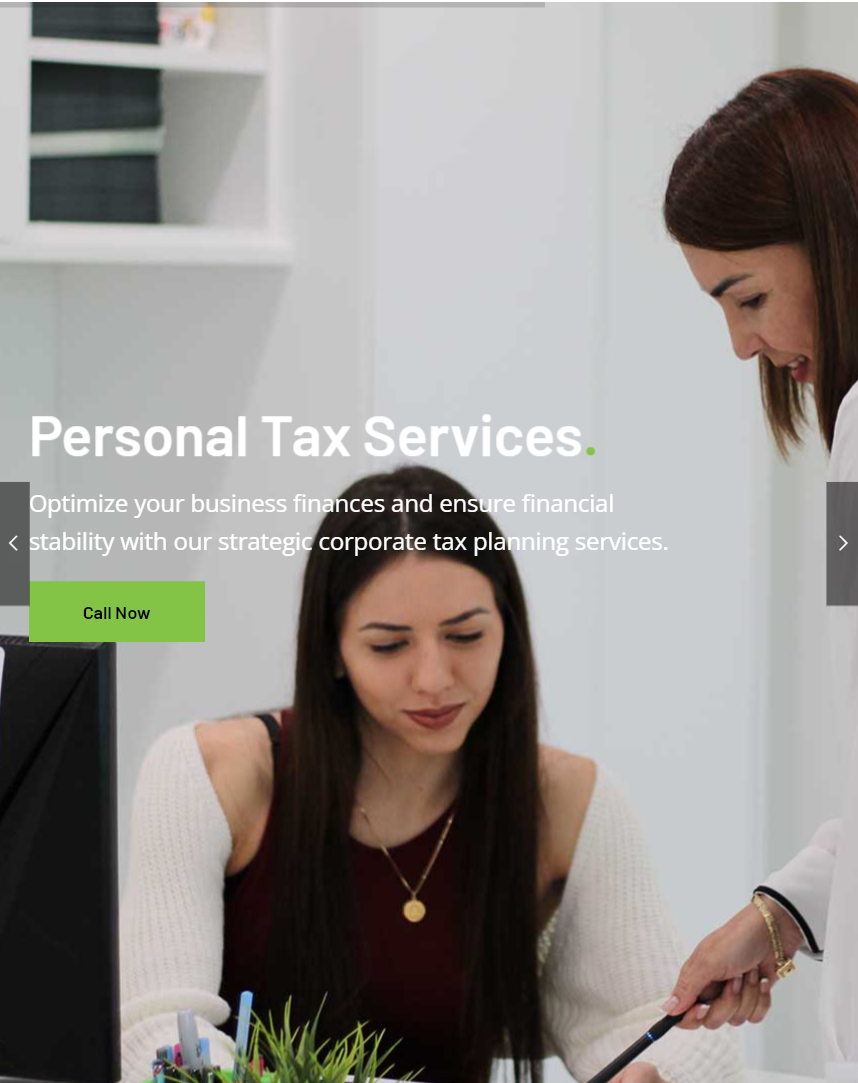 Personal Tax Services.
Optimize your business finances and ensure financial
stability with our strategic corporate tax planning services.
Call Now